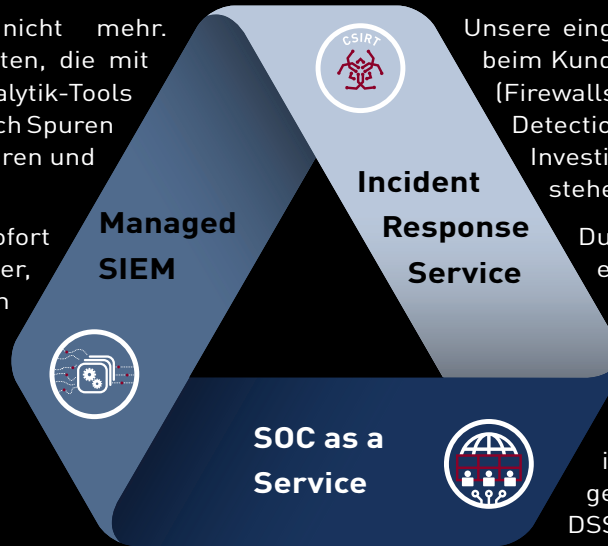 nicht mehr.
ten, die mit
alytik-Tools
ch Spuren
ren und
ofort
er,
n
Managed
SIEM
CSIRT
Incident
Response
Service
SOC as a
Service
Unsere eing
beim Kund
(Firewalls
Detectio
Investi
stehe
Du
e
i
ge
DSS